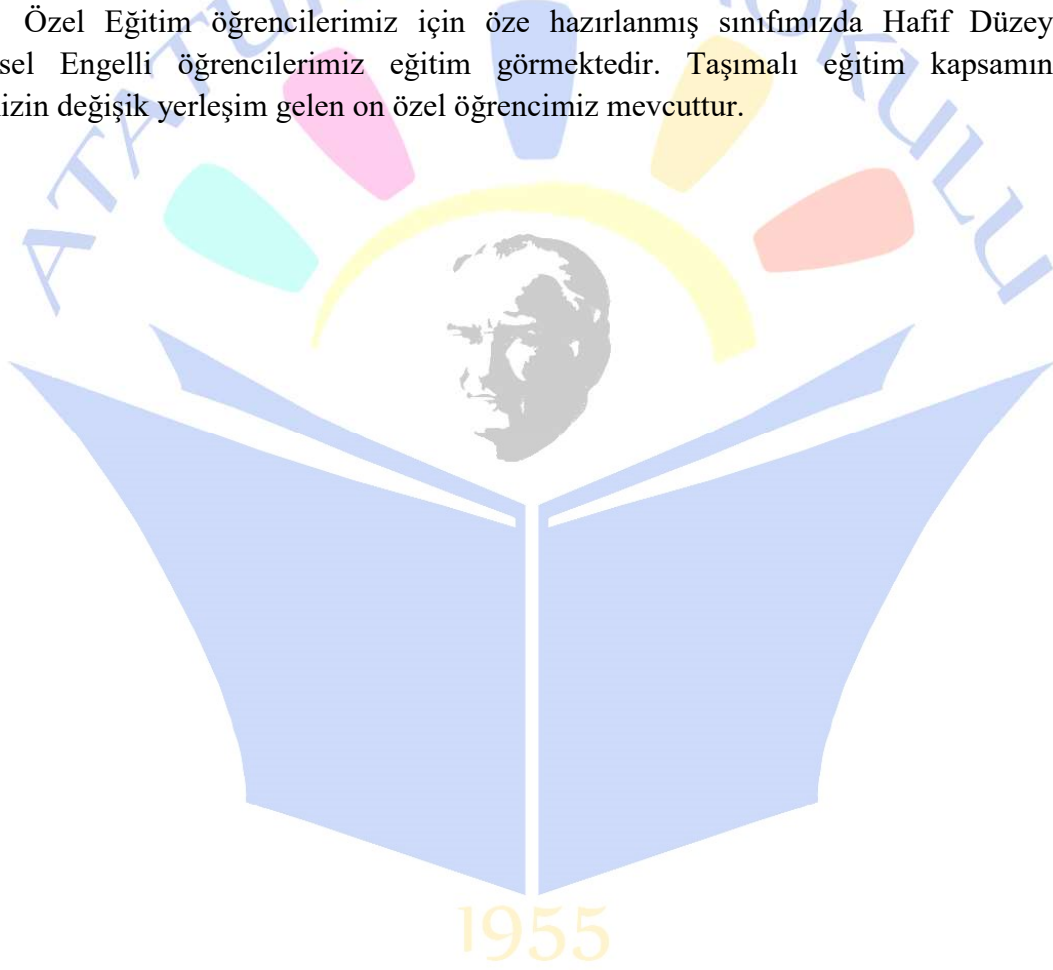 Özel Eğitim öğrencilerimiz için öze hazırlanmış sınıfımızda Hafif Düzey
sel Engelli öğrencilerimiz eğitim görmektedir. Taşımalı eğitim kapsamın
izin değişik yerleşim gelen on özel öğrencimiz mevcuttur.
OKULU
1955